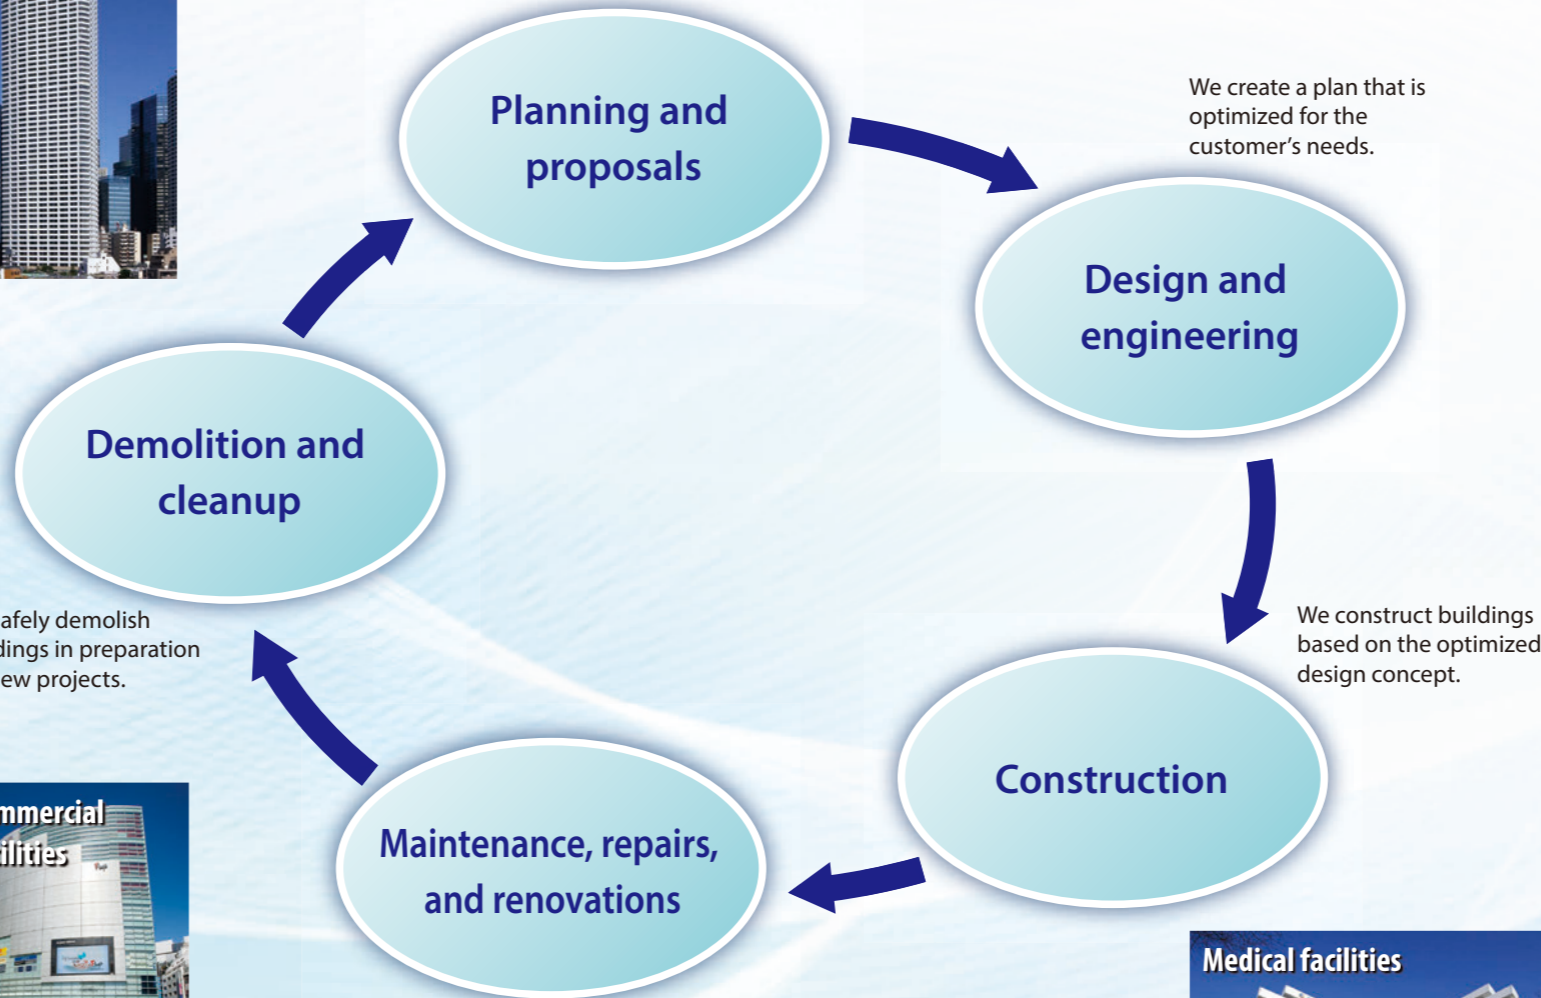 Planning and
proposals
We create a plan that is
optimized for the
customer’s needs.
Design and
engineering
Demolition and
cleanup
afely demolish
dings in preparation
ew projects.
We construct buildings
based on the optimized
design concept.
Construction
Maintenance, repairs,
and renovations
mmercial
ilities
Medical facilities